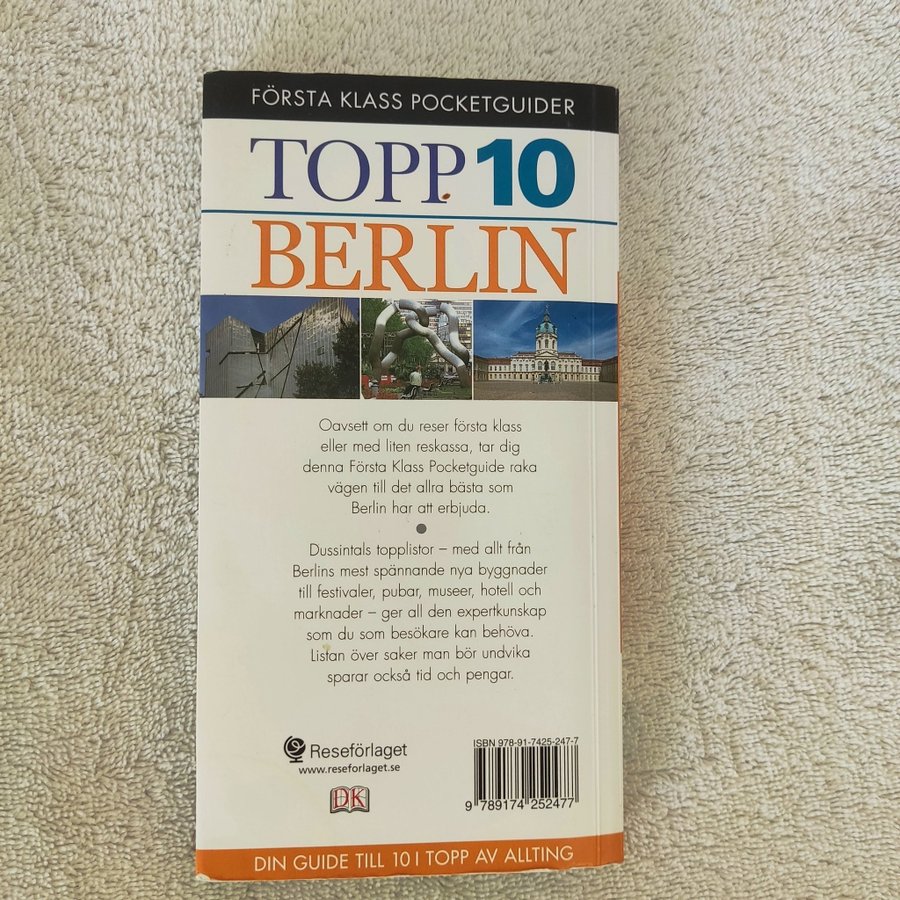 FÖRSTA KLASS POCKETGUIDER
TOPP 10
BERLIN
Oavsett om du reser första klass
eller med liten reskassa, tar dig
denna Första Klass Pocketguide raka
vägen till det allra bästa som
Berlin har att erbjuda.
Dussintals topplistor – med allt från
Berlins mest spännande nya byggnader
till festivaler, pubar, museer, hotell och
marknader – ger all den expertkunskap
som du som besökare kan behöva.
Listan över saker man bör undvika
sparar också tid och pengar.
Reseförlaget
www.reseforlaget.se
DK
ISBN 978-91-7425-247-7
9 789174 252477
DIN GUIDE TILL 10 I TOPP AV ALLTING